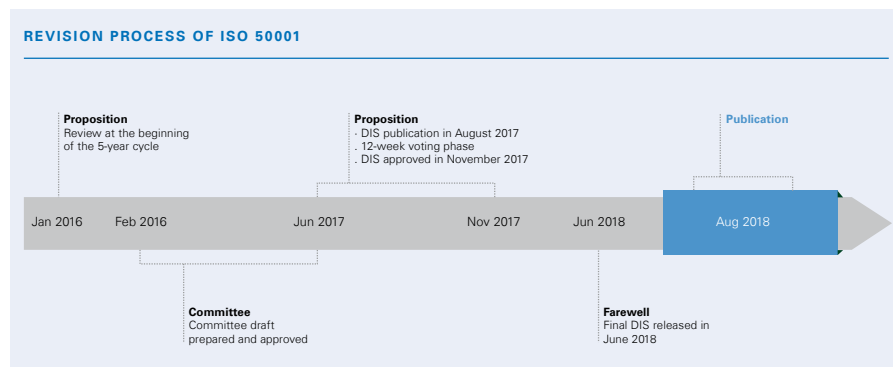 REVISION PROCESS OF ISO 50001
Proposition
Review at the beginning
of the 5-year cycle
Proposition
· DIS publication in August 2017
. 12-week voting phase
. DIS approved in November 2017
Publication
Jan 2016
Feb 2016
Jun 2017
Nov 2017
Jun 2018
Aug 2018
Committee
Committee draft
prepared and approved
Farewell
Final DIS released in
June 2018